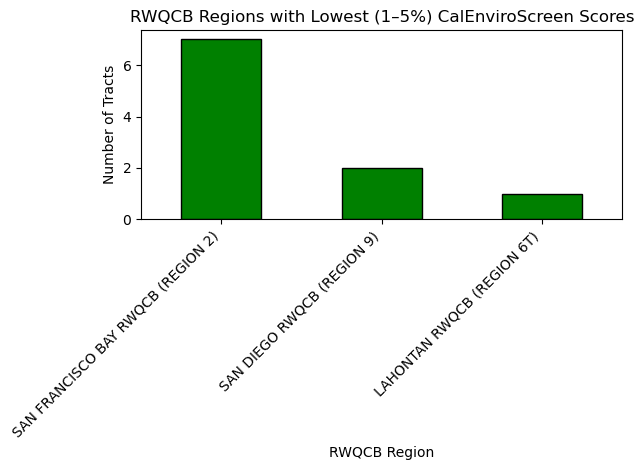 RWQCB Regions with Lowest (1–5%) CalEnviroScreen Scores
Number of Tracts
6
4
2
0
SAN FRANCISCO BAY RWQCB (REGION 2)
SAN DIEGO RWQCB (REGION 9)
LAHONTAN RWQCB (REGION 6T)
RWQCB Region